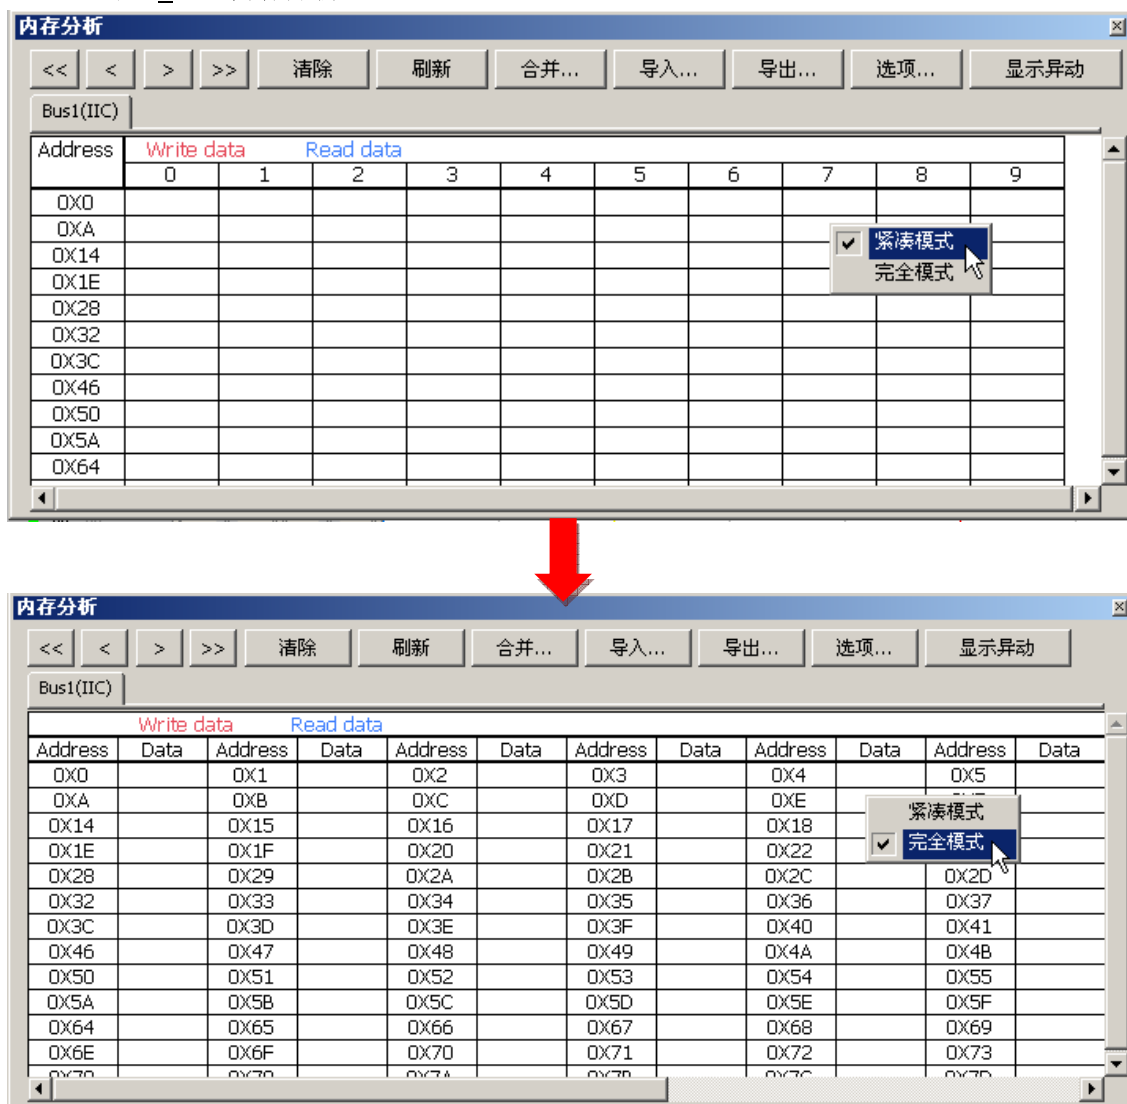 内存分析
<< < > >> 清除 刷新 合并... 导入... 导出... 选项... 显示异动
Bus1(IIC)
Address Write data Read data
0 1 2 3 4 5 6 7 8 9
0X0
0XA
0X14
紧凑模式
0X1E
完全模式
0X28
0X32
0X3C
0X46
0X50
0X5A
0X64
内存分析
<< < > >> 清除 刷新 合并... 导入... 导出... 选项... 显示异动
Bus1(IIC)
Write data Read data
Address Data Address Data Address Data Address Data Address Data Address Data
0X0 0X1 0X2 0X3 0X4 0X5
0XA 0XB 0XC 0XD 0XE
紧凑模式
0X14 0X15 0X16 0X17 0X18
完全模式
0X1E 0X1F 0X20 0X21 0X22
0X28 0X29 0X2A 0X2B 0X2C 0X2D
0X32 0X33 0X34 0X35 0X36 0X37
0X3C 0X3D 0X3E 0X3F 0X40 0X41
0X46 0X47 0X48 0X49 0X4A 0X4B
0X50 0X51 0X52 0X53 0X54 0X55
0X5A 0X5B 0X5C 0X5D 0X5E 0X5F
0X64 0X65 0X66 0X67 0X68 0X69
0X6E 0X6F 0X70 0X71 0X72 0X73